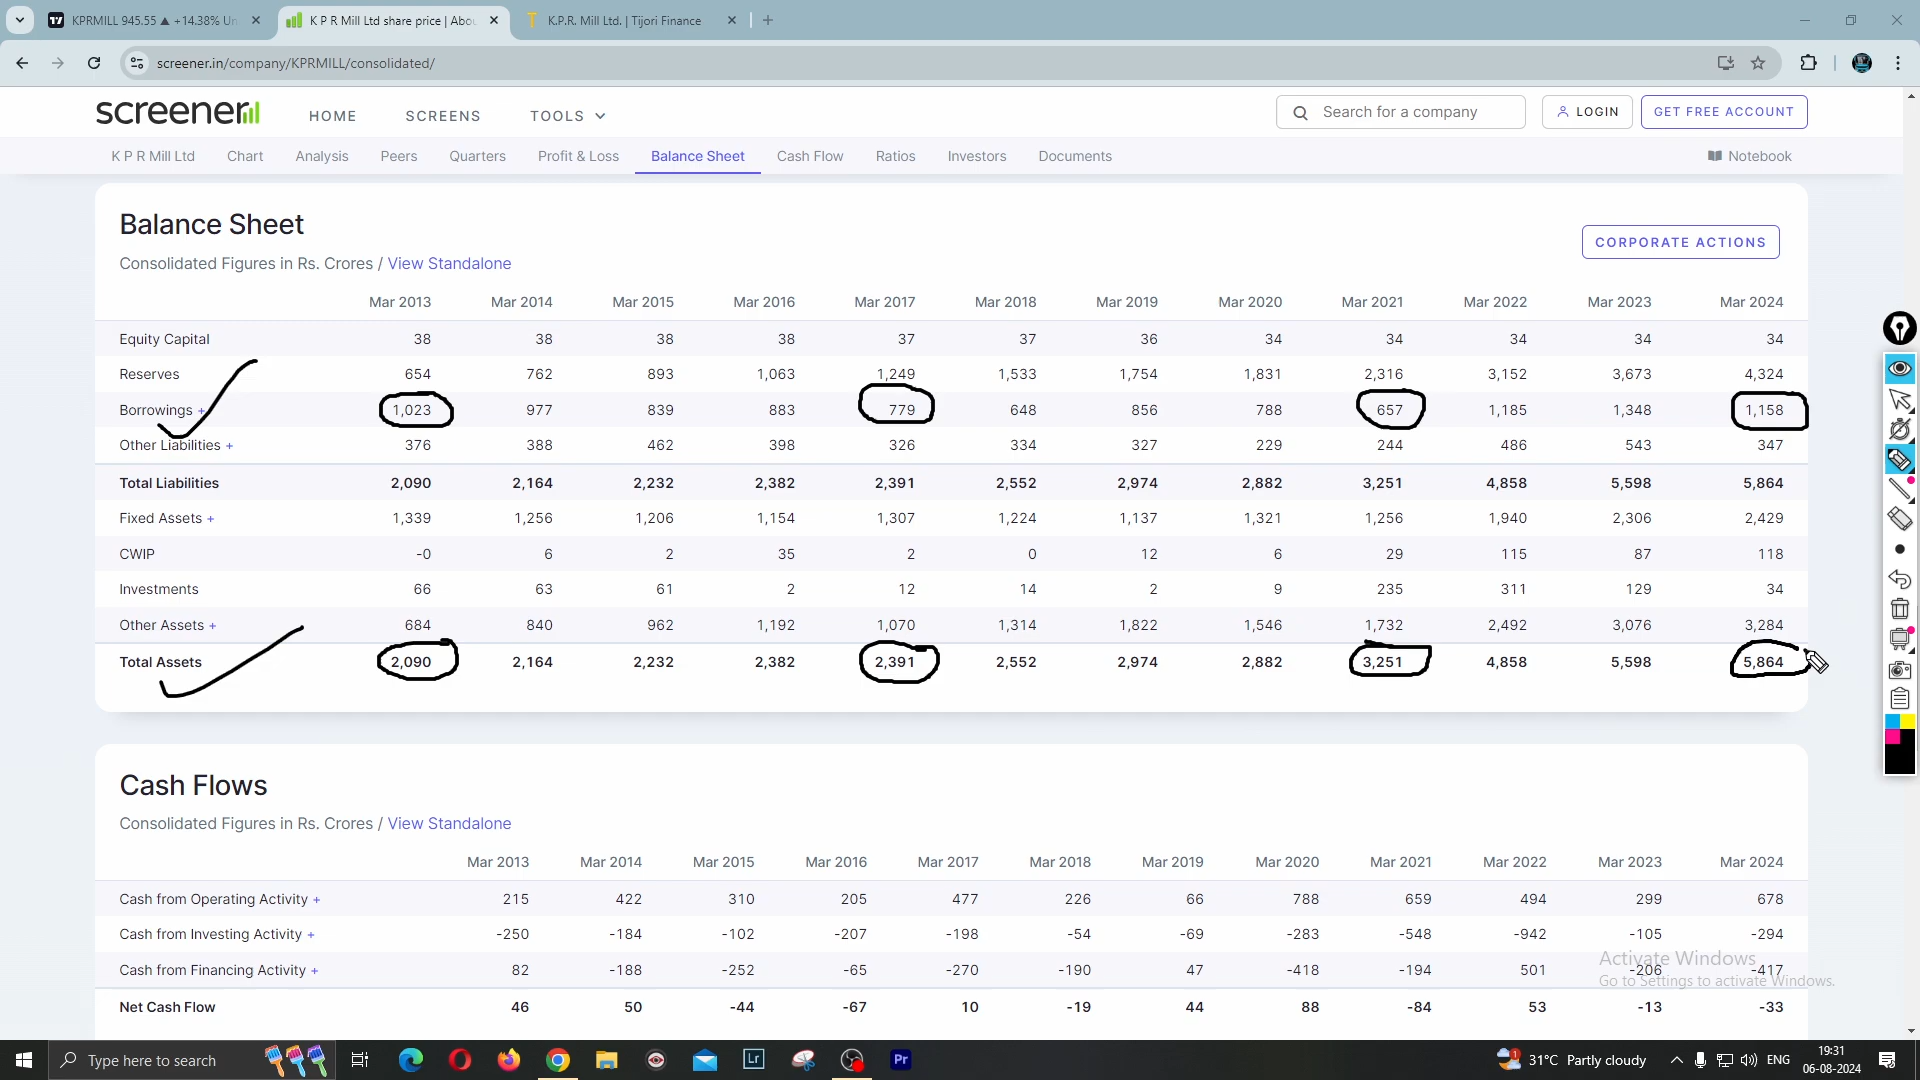 KPRMILL 945.55 ▲ +14.38% Un
K P R Mill Ltd share price | Abou
K.P.R. Mill Ltd. | Tijori Finance
screener.in/company/KPRMILL/consolidated/
screener
HOME
SCREENS
TOOLS
Search for a company
LOGIN
GET FREE ACCOUNT
K P R Mill Ltd
Chart
Analysis
Peers
Quarters
Profit & Loss
Balance Sheet
Cash Flow
Ratios
Investors
Documents
Notebook
Balance Sheet
CORPORATE ACTIONS
Consolidated Figures in Rs. Crores / View Standalone
Mar 2013 Mar 2014 Mar 2015 Mar 2016 Mar 2017 Mar 2018 Mar 2019 Mar 2020 Mar 2021 Mar 2022 Mar 2023 Mar 2024
Equity Capital 38 38 38 38 37 37 36 34 34 34 34 34
Reserves 654 762 893 1,063 1,249 1,533 1,754 1,831 2,316 3,152 3,673 4,324
Borrowings + 1,023 977 839 883 779 648 856 788 657 1,185 1,348 1,158
Other Liabilities + 376 388 462 398 326 334 327 229 244 486 543 347
Total Liabilities 2,090 2,164 2,232 2,382 2,391 2,552 2,974 2,882 3,251 4,858 5,598 5,864
Fixed Assets + 1,339 1,256 1,206 1,154 1,307 1,224 1,137 1,321 1,256 1,940 2,306 2,429
CWIP -0 6 2 35 2 0 12 6 29 115 87 118
Investments 66 63 61 2 12 14 2 9 235 311 129 34
Other Assets + 684 840 962 1,192 1,070 1,314 1,822 1,546 1,732 2,492 3,076 3,284
Total Assets 2,090 2,164 2,232 2,382 2,391 2,552 2,974 2,882 3,251 4,858 5,598 5,864
Cash Flows
Consolidated Figures in Rs. Crores / View Standalone
Mar 2013 Mar 2014 Mar 2015 Mar 2016 Mar 2017 Mar 2018 Mar 2019 Mar 2020 Mar 2021 Mar 2022 Mar 2023 Mar 2024
Cash from Operating Activity + 215 422 310 205 477 226 66 788 659 494 299 678
Cash from Investing Activity + -250 -184 -102 -207 -198 -54 -69 -283 -548 -942 -105 -294
Cash from Financing Activity + 82 -188 -252 -65 -270 -190 47 -418 -194 501 -206 -417
Net Cash Flow 46 50 -44 -67 10 -19 44 88 -84 53 -13 -33
Activate Windows
Go to Settings to activate Windows.
Type here to search
Lr
Pr
1
31°C Partly cloudy
ENG
19:31
06-08-2024